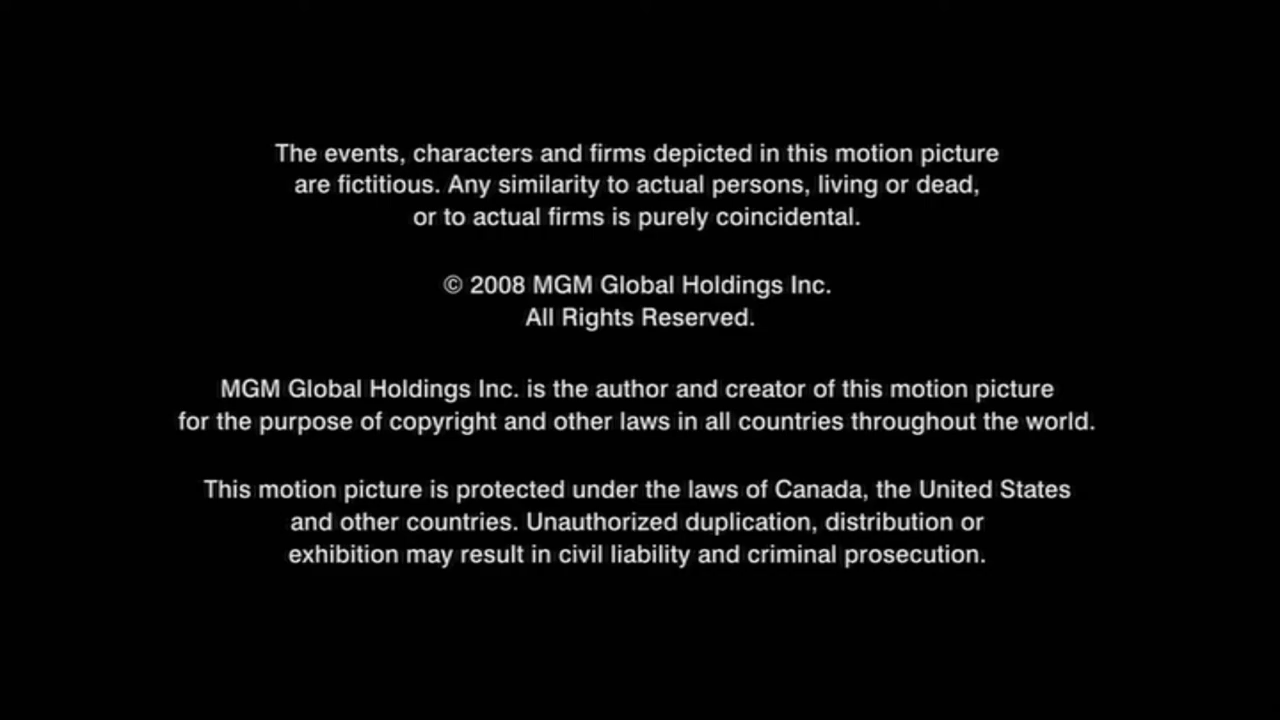 The events, characters and firms depicted in this motion picture
are fictitious. Any similarity to actual persons, living or dead,
or to actual firms is purely coincidental.
© 2008 MGM Global Holdings Inc.
All Rights Reserved.
MGM Global Holdings Inc. is the author and creator of this motion picture
for the purpose of copyright and other laws in all countries throughout the world.
This motion picture is protected under the laws of Canada, the United States
and other countries. Unauthorized duplication, distribution or
exhibition may result in civil liability and criminal prosecution.